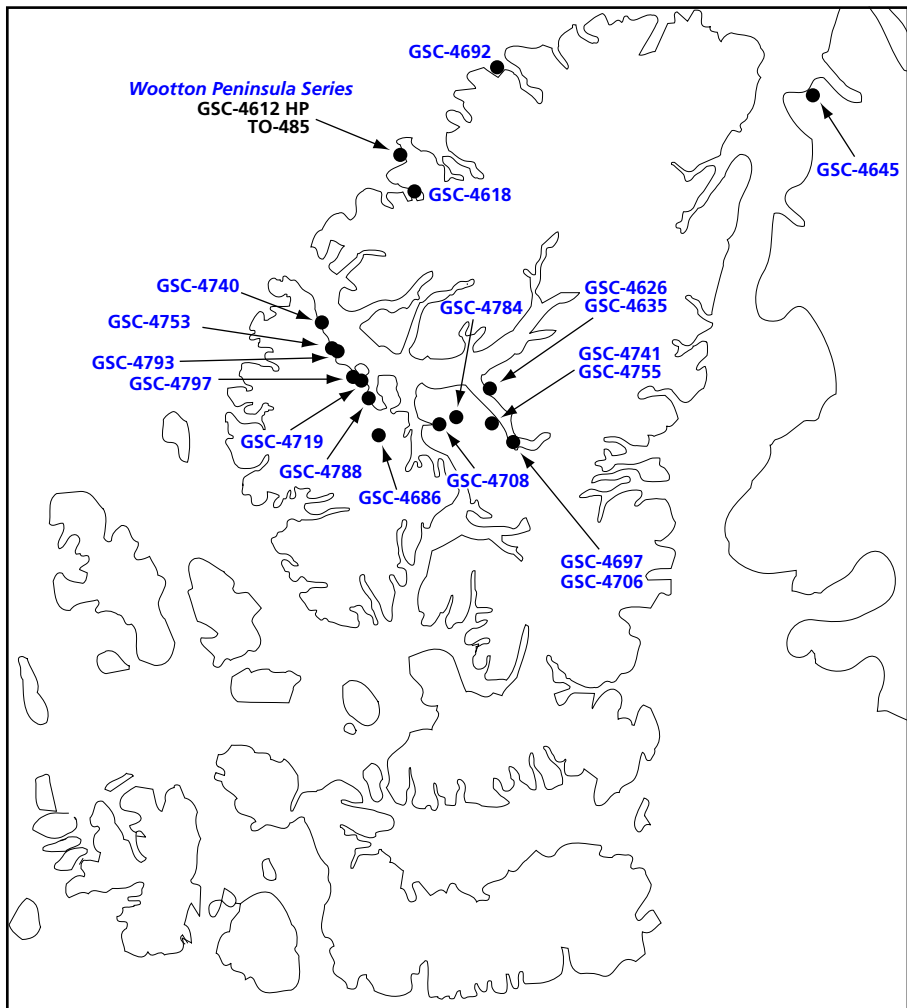 GSC-4692
Wootton Peninsula Series
GSC-4612 HP
TO-485
GSC-4645
GSC-4618
GSC-4740
GSC-4626
GSC-4635
GSC-4784
GSC-4753
GSC-4793
GSC-4741
GSC-4755
GSC-4797
GSC-4719
GSC-4788
GSC-4708
GSC-4686
GSC-4697
GSC-4706